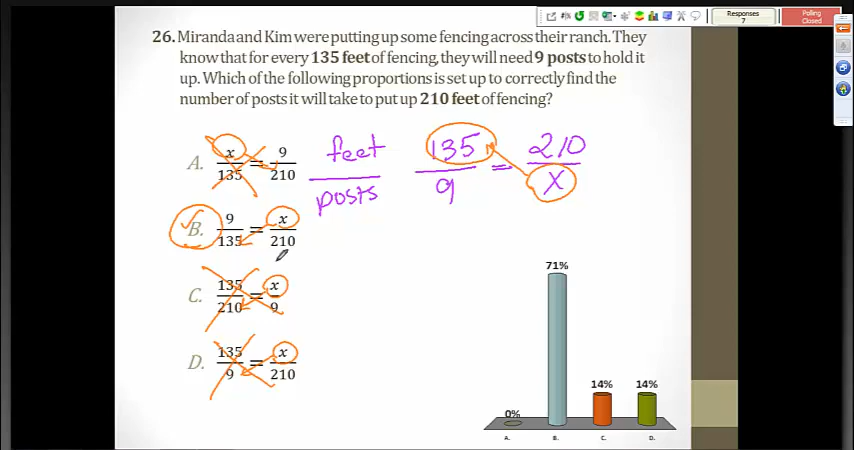 Responses
7
Polling
Closed
26. Miranda and Kim were putting up some fencing across their ranch. They
know that for every 135 feet of fencing, they will need 9 posts to hold it
up. Which of the following proportions is set up to correctly find the
number of posts it will take to put up 210 feet of fencing?
A. x/135 = 9/210
feet/posts 135/9 = 210/x
B. 9/135 = x/210
C. 135/210 = x/9
D. 135/9 = x/210
71%
0%
14%
14%
A. B. C. D.